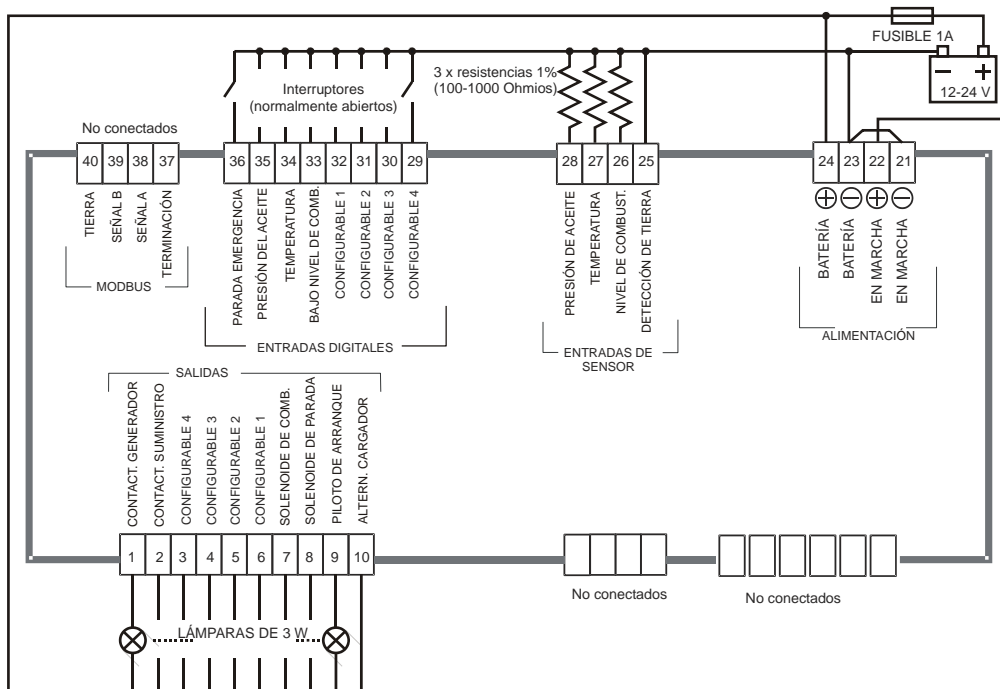 FUSIBLE 1A
− +
12-24 V
Interruptores
(normalmente abiertos)
3 x resistencias 1%
(100-1000 Ohmios)
No conectados
40 39 38 37
36 35 34 33 32 31 30 29
28 27 26 25
24 23 22 21
TIERRA
SEÑAL B
SEÑAL A
TERMINACIÓN
MODBUS
PARADA EMERGENCIA
PRESIÓN DEL ACEITE
TEMPERATURA
BAJO NIVEL DE COMB.
CONFIGURABLE 1
CONFIGURABLE 2
CONFIGURABLE 3
CONFIGURABLE 4
ENTRADAS DIGITALES
PRESIÓN DE ACEITE
TEMPERATURA
NIVEL DE COMBUST.
DETECCIÓN DE TIERRA
ENTRADAS DE
SENSOR
+ − + −
BATERÍA
BATERÍA
EN MARCHA
EN MARCHA
ALIMENTACIÓN
SALIDAS
CONTACT. GENERADOR
CONTACT. SUMINISTRO
CONFIGURABLE 4
CONFIGURABLE 3
CONFIGURABLE 2
CONFIGURABLE 1
SOLENOIDE DE COMB.
SOLENOIDE DE PARADA
PILOTO DE ARRANQUE
ALTERN. CARGADOR
1 2 3 4 5 6 7 8 9 10
No conectados
No conectados
LÁMPARAS DE 3 W